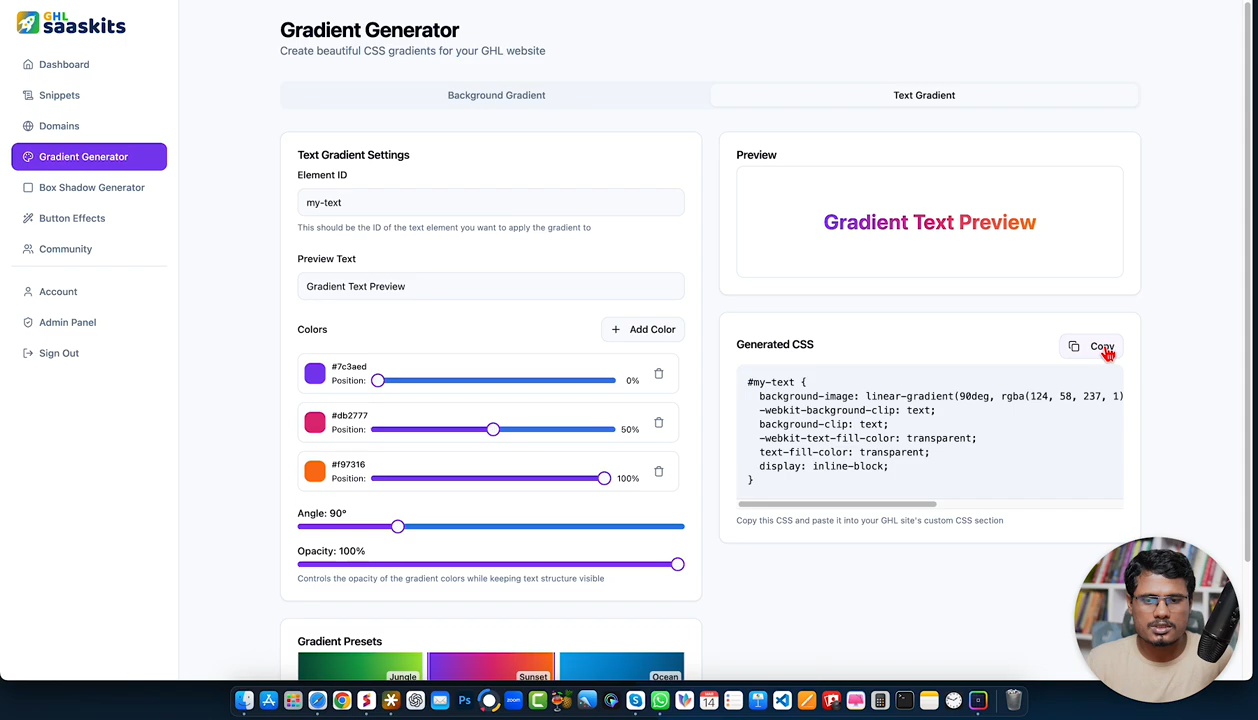 GHL
saaskits
Dashboard
Snippets
Domains
Gradient Generator
Box Shadow Generator
Button Effects
Community
Account
Admin Panel
Sign Out
Gradient Generator
Create beautiful CSS gradients for your GHL website
Background Gradient
Text Gradient
Text Gradient Settings
Element ID
my-text
This should be the ID of the text element you want to apply the gradient to
Preview Text
Gradient Text Preview
Colors
Add Color
#7c3aed
Position: 0%
#db2777
Position: 50%
#f97316
Position: 100%
Angle: 90°
Opacity: 100%
Controls the opacity of the gradient colors while keeping text structure visible
Gradient Presets
Jungle
Sunset
Ocean
Preview
Gradient Text Preview
Generated CSS
Copy
#my-text {
background-image: linear-gradient(90deg, rgba(124, 58, 237, 1)
-webkit-background-clip: text;
background-clip: text;
-webkit-text-fill-color: transparent;
text-fill-color: transparent;
display: inline-block;
}
Copy this CSS and paste it into your GHL site's custom CSS section
Ps
zoom
14